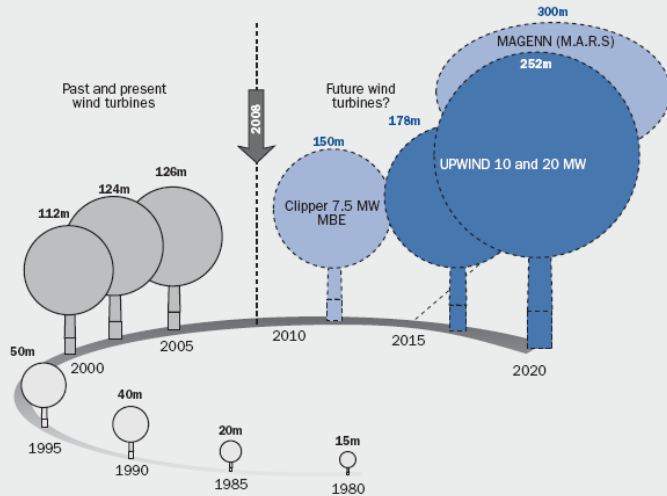 300m
MAGENN (M.A.R.S)
252m
Past and present
wind turbines
2008
Future wind
turbines?
178m
150m
UPWIND 10 and 20 MW
126m
124m
112m
Clipper 7.5 MW
MBE
2010
2015
2005
2000
2020
50m
40m
20m
15m
1995
1990
1985
1980